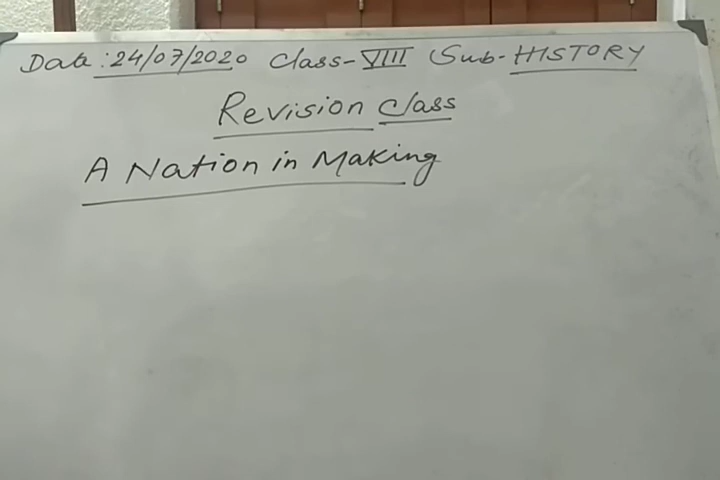 Date: 24/07/2020 Class-VIII Sub-HISTORY
Revision class
A Nation in Making